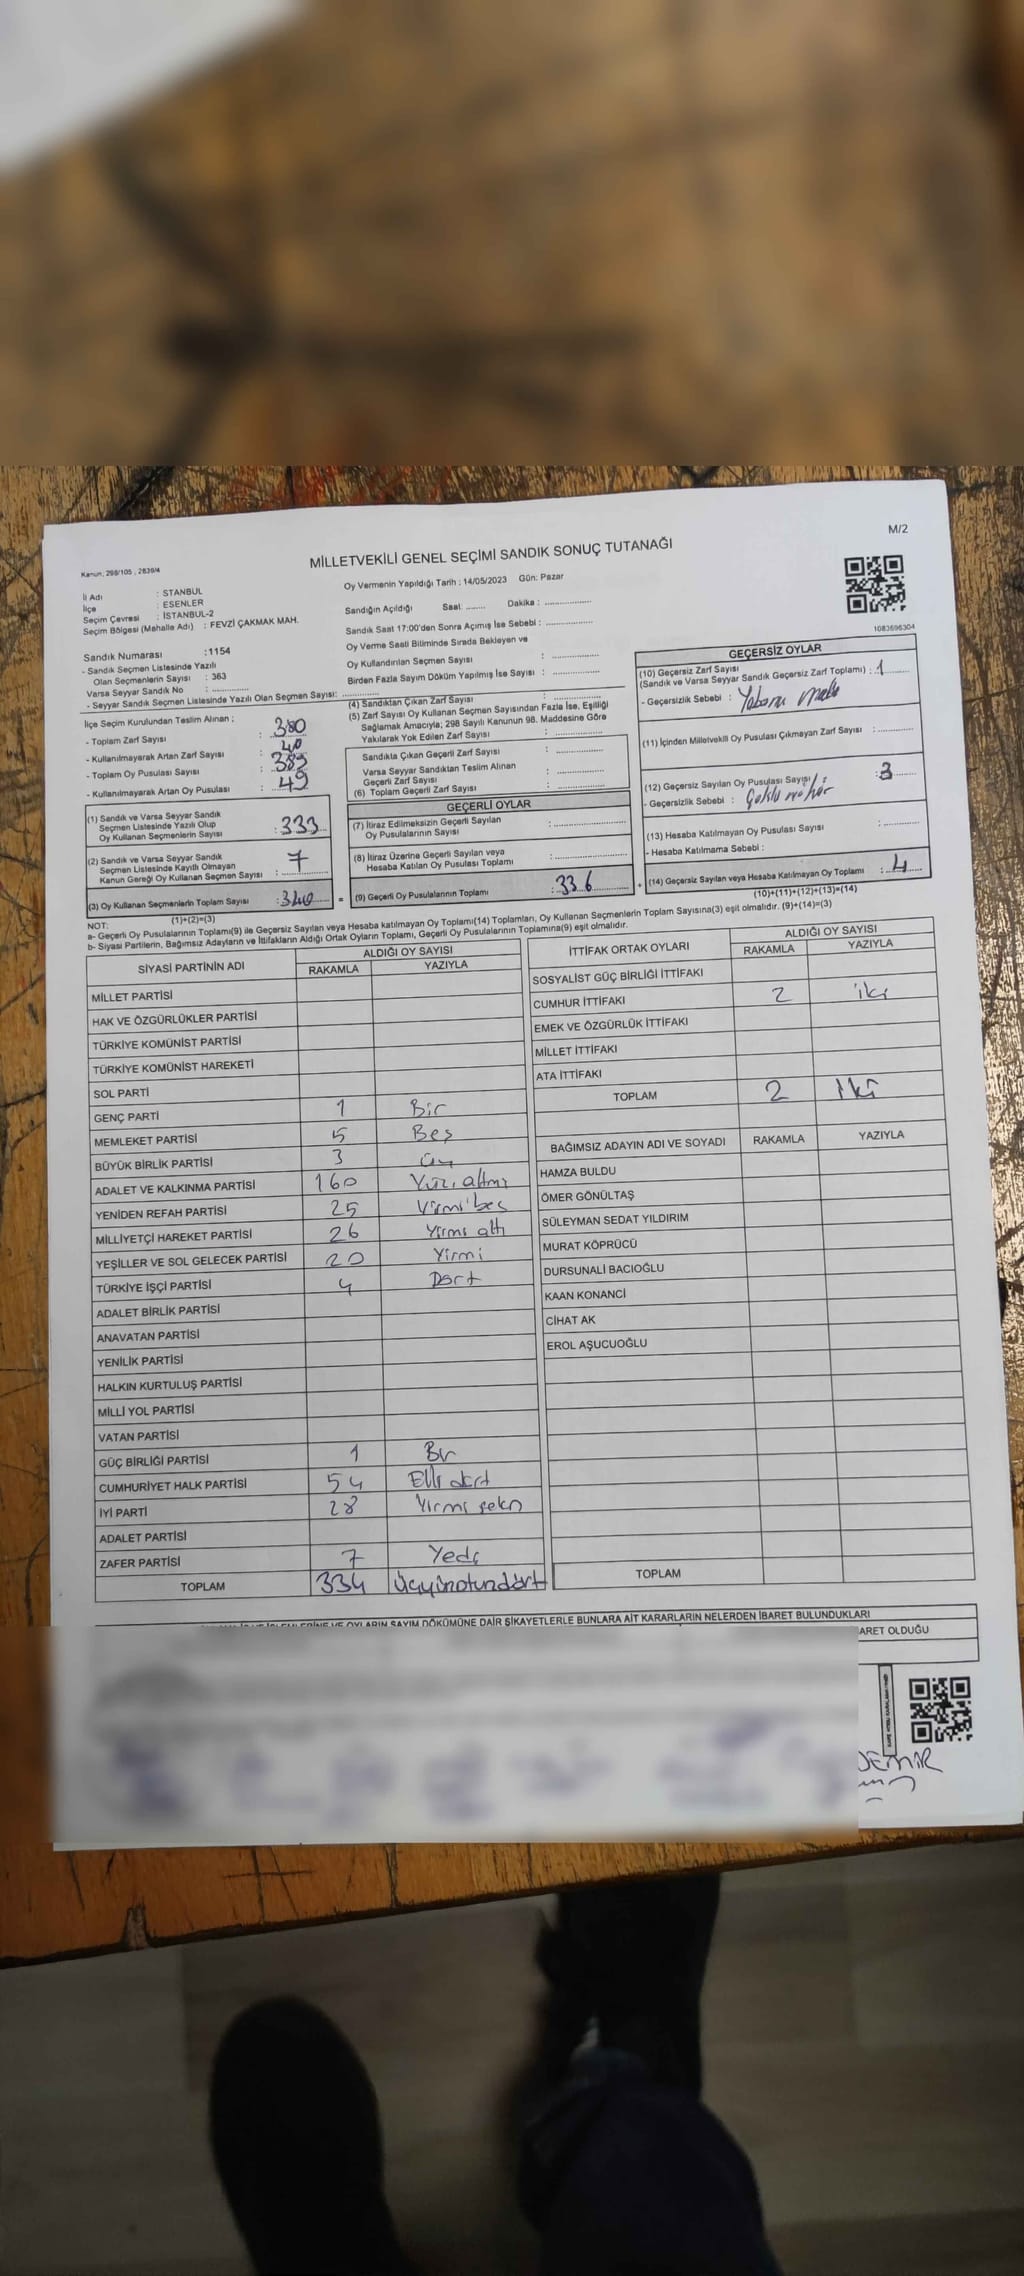 M/2
Kanun: 298/105 , 2839/4
MİLLETVEKİLİ GENEL SEÇİMİ SANDIK SONUÇ TUTANAĞI
İl Adı : STANBUL
İlçe : ESENLER
Seçim Çevresi : İSTANBUL-2
Seçim Bölgesi (Mahalle Adı) : FEVZİ ÇAKMAK MAH.
Oy Vermenin Yapıldığı Tarih : 14/05/2023 Gün: Pazar
Sandığın Açıldığı Saat: ........ Dakika : ................
Sandık Saat 17:00'den Sonra Açımış İse Sebebi : ................
Oy Verme Saati Bitiminde Sırada Bekleyen ve
Oy Kullandırılan Seçmen Sayısı : ................
Birden Fazla Sayım Döküm Yapılmış İse Sayısı : ................
1083696304
Sandık Numarası :1154
- Sandık Seçmen Listesinde Yazılı
Olan Seçmenlerin Sayısı : 363
Varsa Seyyar Sandık No : ................
- Seyyar Sandık Seçmen Listesinde Yazılı Olan Seçmen Sayısı: ................
İlçe Seçim Kurulundan Teslim Alınan ;
- Toplam Zarf Sayısı : 380
- Kullanılmayarak Artan Zarf Sayısı : 40
- Toplam Oy Pusulası Sayısı : 389
- Kullanılmayarak Artan Oy Pusulası : 49
(1) Sandık ve Varsa Seyyar Sandık
Seçmen Listesinde Yazılı Olup
Oy Kullanan Seçmenlerin Sayısı : 333
(2) Sandık ve Varsa Seyyar Sandık
Seçmen Listesinde Kayıtlı Olmayan
Kanun Gereği Oy Kullanan Seçmen Sayısı : 7
(3) Oy Kullanan Seçmenlerin Toplam Sayısı :340 =
(1)+(2)=(3)
(4) Sandıktan Çıkan Zarf Sayısı : ................
(5) Zarf Sayısı Oy Kullanan Seçmen Sayısından Fazla İse, Eşitliği
Sağlamak Amacıyla; 298 Sayılı Kanunun 98. Maddesine Göre
Yakılarak Yok Edilen Zarf Sayısı : ................
Sandıkta Çıkan Geçerli Zarf Sayısı : ................
Varsa Seyyar Sandıktan Teslim Alınan
Geçerli Zarf Sayısı : ................
(6) Toplam Geçerli Zarf Sayısı : ................
GEÇERLİ OYLAR
(7) İtiraz Edilmeksizin Geçerli Sayılan
Oy Pusulalarının Sayısı : ................
(8) İtiraz Üzerine Geçerli Sayılan veya
Hesaba Katılan Oy Pusulası Toplamı : ................
(9) Geçerli Oy Pusulalarının Toplamı : 336 +
GEÇERSİZ OYLAR
(10) Geçersiz Zarf Sayısı
(Sandık ve Varsa Seyyar Sandık Geçersiz Zarf Toplamı) : 1
- Geçersizlik Sebebi :
(11) İçinden Milletvekili Oy Pusulası Çıkmayan Zarf Sayısı : ................
(12) Geçersiz Sayılan Oy Pusulası Sayısı :3
- Geçersizlik Sebebi : Çoklu mühür
(13) Hesaba Katılmayan Oy Pusulası Sayısı : ................
- Hesaba Katılmama Sebebi :
(14) Geçersiz Sayılan veya Hesaba Katılmayan Oy Toplamı : 4
(10)+(11)+(12)+(13)=(14)
NOT:
a- Geçerli Oy Pusulalarının Toplamı(9) ile Geçersiz Sayılan veya Hesaba katılmayan Oy Toplamı(14) Toplamları, Oy Kullanan Seçmenlerin Toplam Sayısına(3) eşit olmalıdır. (9)+(14)=(3)
b- Siyasi Partilerin, Bağımsız Adayların ve İttifakların Aldığı Ortak Oyların Toplamı, Geçerli Oy Pusulalarının Toplamına(9) eşit olmalıdır.
SİYASİ PARTİNİN ADI ALDIĞI OY SAYISI
RAKAMLA YAZIYLA
MİLLET PARTİSİ
HAK VE ÖZGÜRLÜKLER PARTİSİ
TÜRKİYE KOMÜNİST PARTİSİ
TÜRKİYE KOMÜNİST HAREKETİ
SOL PARTİ
GENÇ PARTİ 1 Bir
MEMLEKET PARTİSİ 5 Beş
BÜYÜK BİRLİK PARTİSİ 3 Üç
ADALET VE KALKINMA PARTİSİ 160 Yüz altmı
YENİDEN REFAH PARTİSİ 25 Yirmi beş
MİLLİYETÇİ HAREKET PARTİSİ 26 Yirmi altı
YEŞİLLER VE SOL GELECEK PARTİSİ 20 Yirmi
TÜRKİYE İŞÇİ PARTİSİ 4 Dört
ADALET BİRLİK PARTİSİ
ANAVATAN PARTİSİ
YENİLİK PARTİSİ
HALKIN KURTULUŞ PARTİSİ
MİLLİ YOL PARTİSİ
VATAN PARTİSİ
GÜÇ BİRLİĞİ PARTİSİ 1 Bir
CUMHURİYET HALK PARTİSİ 54 Elli dört
İYİ PARTİ 28 Yirmi sekiz
ADALET PARTİSİ
ZAFER PARTİSİ 7 Yedi
TOPLAM 334 Üçyüzotuzdört
İTTİFAK ORTAK OYLARI ALDIĞI OY SAYISI
RAKAMLA YAZIYLA
SOSYALİST GÜÇ BİRLİĞİ İTTİFAKI
CUMHUR İTTİFAKI 2 iki
EMEK VE ÖZGÜRLÜK İTTİFAKI
MİLLET İTTİFAKI
ATA İTTİFAKI
TOPLAM 2 İki
BAĞIMSIZ ADAYIN ADI VE SOYADI RAKAMLA YAZIYLA
HAMZA BULDU
ÖMER GÖNÜLTAŞ
SÜLEYMAN SEDAT YILDIRIM
MURAT KÖPRÜCÜ
DURSUNALİ BACIOĞLU
KAAN KONANCİ
CİHAT AK
EROL AŞUCUOĞLU
TOPLAM
OYLARIN SAYIM DÖKÜMÜNE DAİR ŞİKAYETLERLE BUNLARA AİT KARARLARIN NELERDEN İBARET BULUNDUKLARI
ARET OLDUĞU
DEMİR